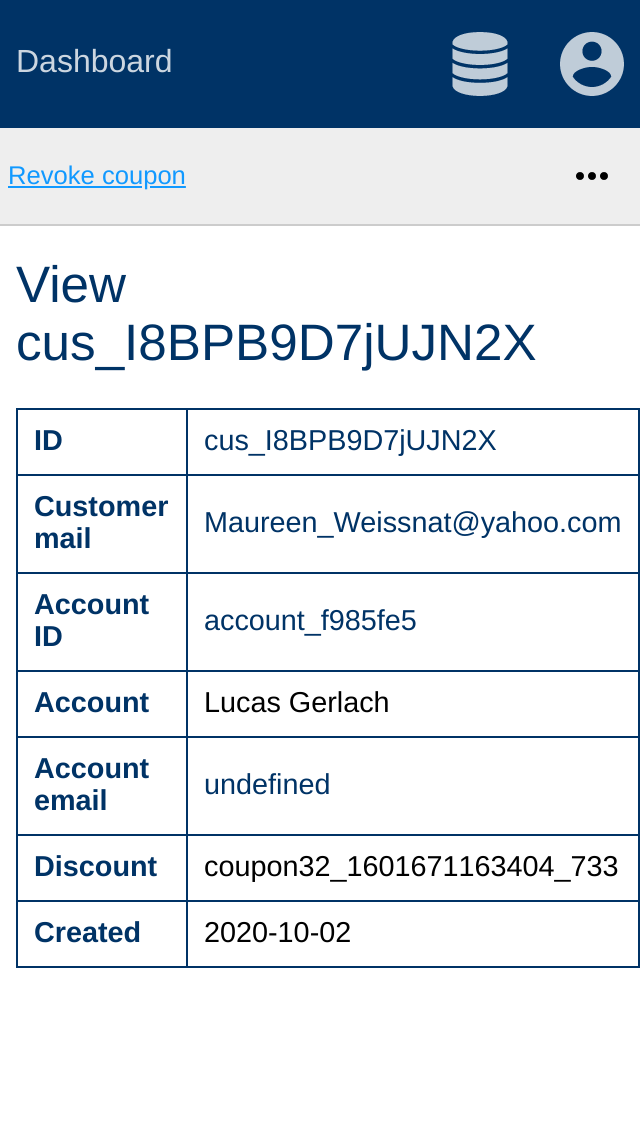 Dashboard
Revoke coupon
View
cus_I8BPB9D7jUJN2X
ID cus_I8BPB9D7jUJN2X
Customer
mail Maureen_Weissnat@yahoo.com
Account
ID account_f985fe5
Account Lucas Gerlach
Account
email undefined
Discount coupon32_1601671163404_733
Created 2020-10-02